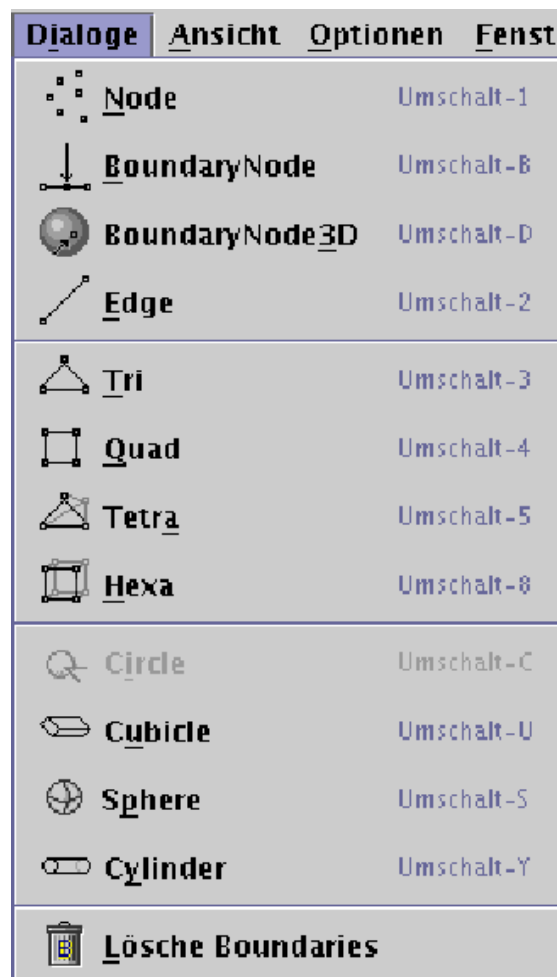 Dialoge Ansicht Optionen Fenst
Node Umschalt-1
BoundaryNode Umschalt-B
BoundaryNode3D Umschalt-D
Edge Umschalt-2
Tri Umschalt-3
Quad Umschalt-4
Tetra Umschalt-5
Hexa Umschalt-8
Circle Umschalt-C
Cubicle Umschalt-U
Sphere Umschalt-S
Cylinder Umschalt-Y
Lösche Boundaries